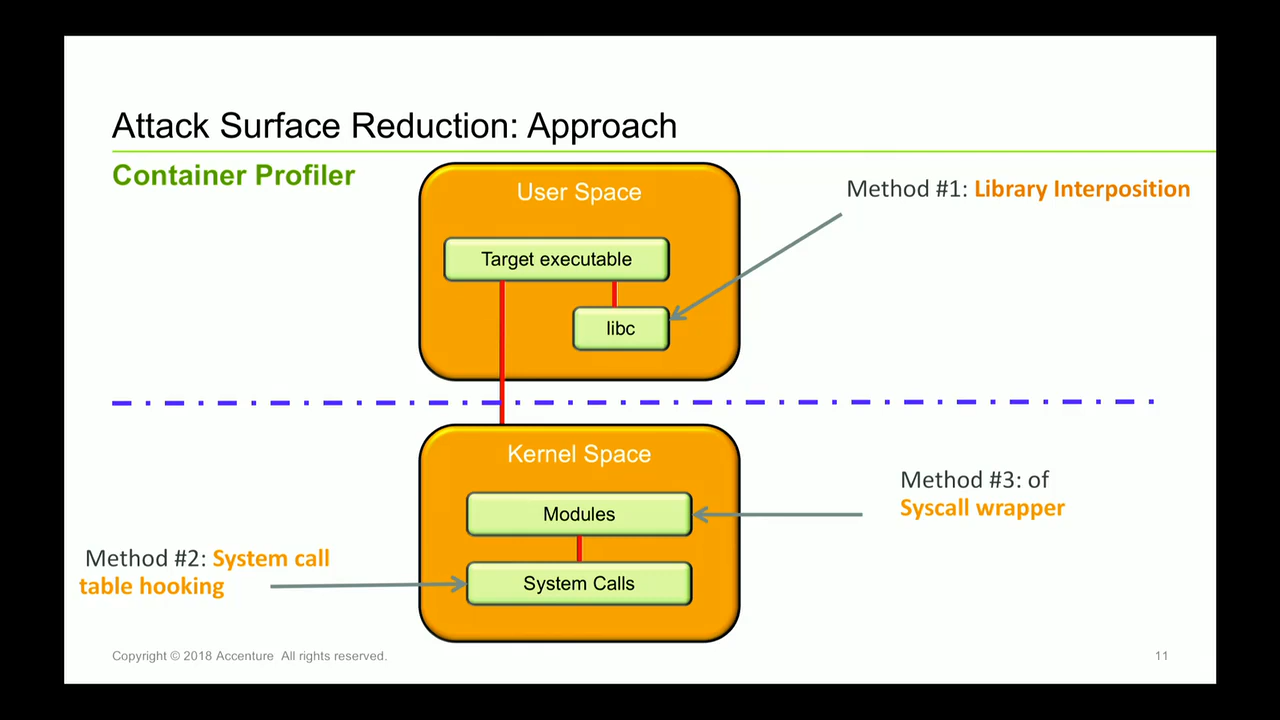 Attack Surface Reduction: Approach
Container Profiler
User Space
Method #1: Library Interposition
Target executable
libc
Kernel Space
Modules
Method #3: of
Syscall wrapper
Method #2: System call
table hooking
System Calls
Copyright © 2018 Accenture All rights reserved.
11